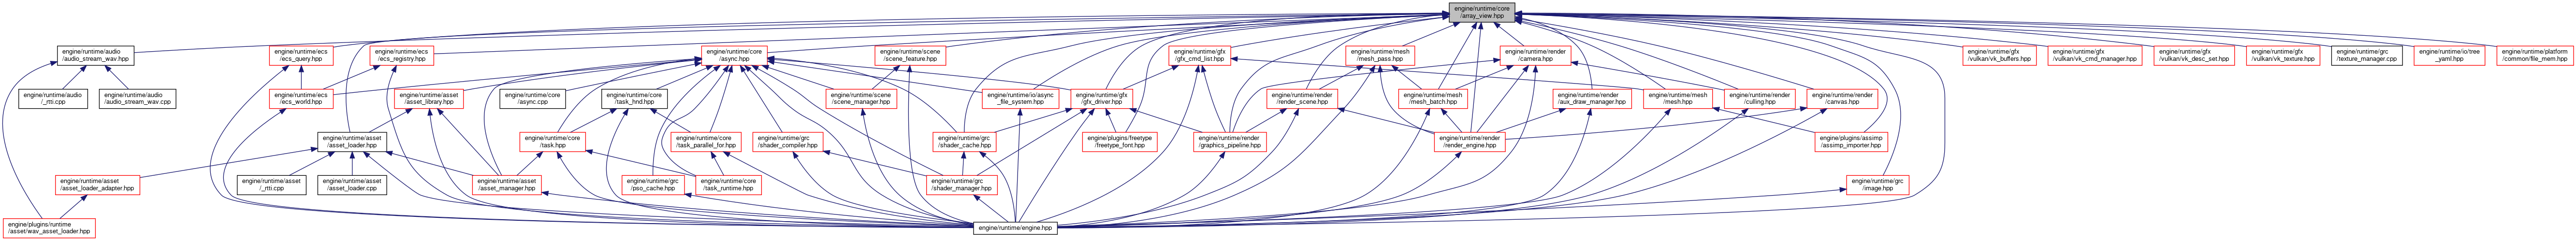 engine/runtime/core
/array_view.hpp
engine/runtime/audio
/audio_stream_wav.hpp
engine/runtime/ecs
/ecs_query.hpp
engine/runtime/ecs
/ecs_registry.hpp
engine/runtime/core
/async.hpp
engine/runtime/scene
/scene_feature.hpp
engine/runtime/gfx
/gfx_cmd_list.hpp
engine/runtime/mesh
/mesh_pass.hpp
engine/runtime/render
/camera.hpp
engine/runtime/gfx
/vulkan/vk_buffers.hpp
engine/runtime/gfx
/vulkan/vk_cmd_manager.hpp
engine/runtime/gfx
/vulkan/vk_desc_set.hpp
engine/runtime/gfx
/vulkan/vk_texture.hpp
engine/runtime/grc
/texture_manager.cpp
engine/runtime/io/tree
_yaml.hpp
engine/runtime/platform
/common/file_mem.hpp
engine/runtime/audio
/_rtti.cpp
engine/runtime/audio
/audio_stream_wav.cpp
engine/runtime/ecs
/ecs_world.hpp
engine/runtime/asset
/asset_library.hpp
engine/runtime/core
/async.cpp
engine/runtime/core
/task_hnd.hpp
engine/runtime/scene
/scene_manager.hpp
engine/runtime/io/async
_file_system.hpp
engine/runtime/gfx
/gfx_driver.hpp
engine/runtime/render
/render_scene.hpp
engine/runtime/mesh
/mesh_batch.hpp
engine/runtime/render
/aux_draw_manager.hpp
engine/runtime/mesh
/mesh.hpp
engine/runtime/render
/culling.hpp
engine/runtime/render
/canvas.hpp
engine/runtime/asset
/asset_loader.hpp
engine/runtime/core
/task.hpp
engine/runtime/core
/task_parallel_for.hpp
engine/runtime/grc
/shader_compiler.hpp
engine/runtime/grc
/shader_cache.hpp
engine/plugins/freetype
/freetype_font.hpp
engine/runtime/render
/graphics_pipeline.hpp
engine/runtime/render
/render_engine.hpp
engine/plugins/assimp
/assimp_importer.hpp
engine/runtime/asset
/asset_loader_adapter.hpp
engine/runtime/asset
/_rtti.cpp
engine/runtime/asset
/asset_loader.cpp
engine/runtime/asset
/asset_manager.hpp
engine/runtime/grc
/pso_cache.hpp
engine/runtime/core
/task_runtime.hpp
engine/runtime/grc
/shader_manager.hpp
engine/runtime/grc
/image.hpp
engine/plugins/runtime
/asset/wav_asset_loader.hpp
engine/runtime/engine.hpp